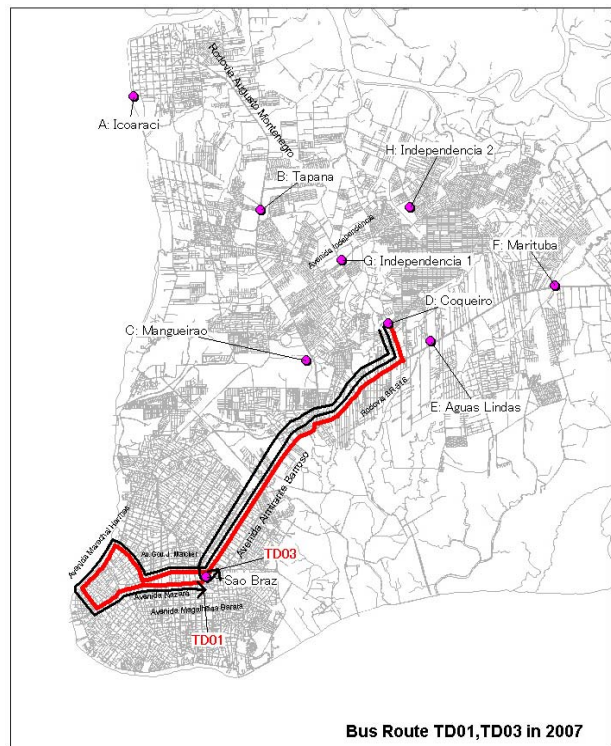 Rodovia Augusto Montenegro
A: Icoaraci
H: Independencia 2
B: Tapana
Avenida Independencia
F: Marituba
G: Independencia 1
D: Coqueiro
C: Mangueirao
E: Aguas Lindas
Rodovia BR-316
Avenida Almirante Barroso
Avenida Marechal Hermes
Av. Gov. J. Malcher
TD03
Sao Braz
Avenida Nazare
Avenida Magalhaes Barata
TD01
Bus Route TD01,TD03 in 2007